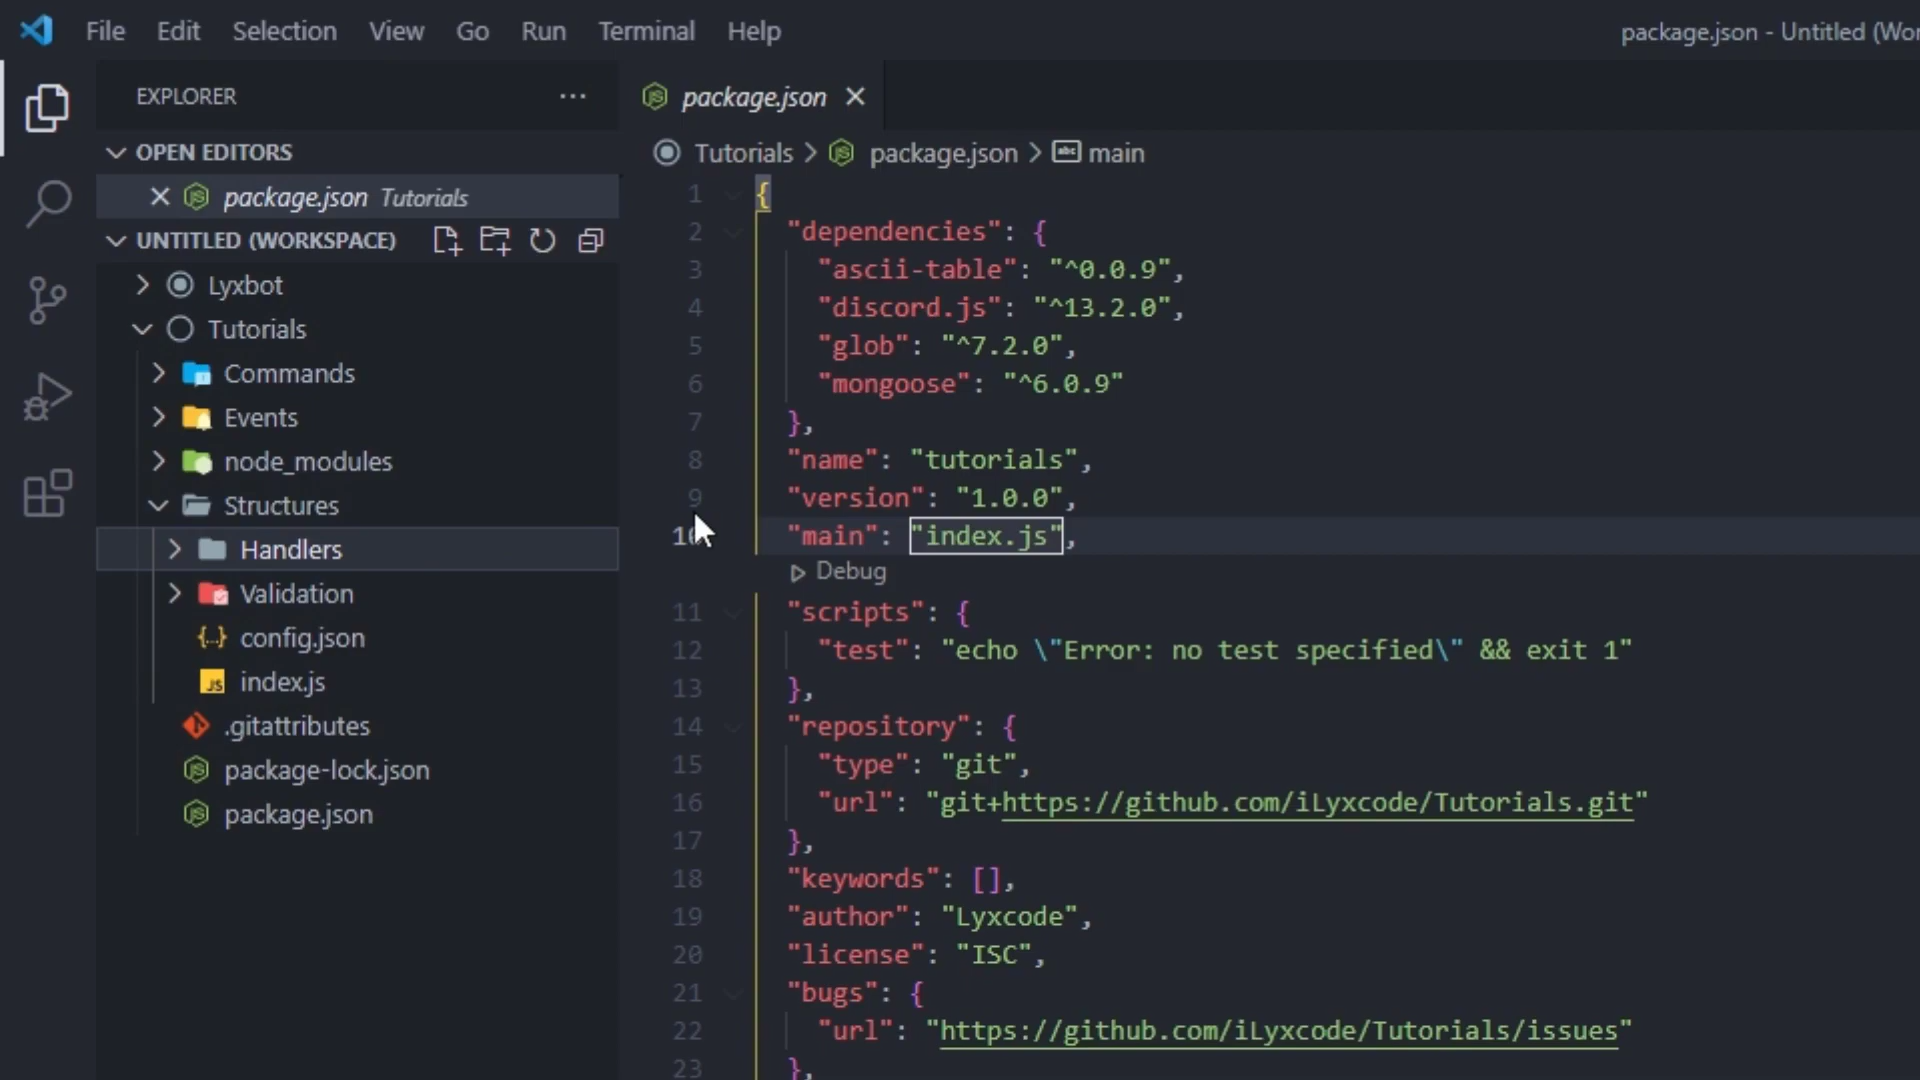 File Edit Selection View Go Run Terminal Help
package.json - Untitled (Wor
EXPLORER
OPEN EDITORS
package.json Tutorials
UNTITLED (WORKSPACE)
Lyxbot
Tutorials
Commands
Events
node_modules
Structures
Handlers
Validation
config.json
index.js
.gitattributes
package-lock.json
package.json
package.json
Tutorials > package.json > main
1 {
2 "dependencies": {
3 "ascii-table": "^0.0.9",
4 "discord.js": "^13.2.0",
5 "glob": "^7.2.0",
6 "mongoose": "^6.0.9"
7 },
8 "name": "tutorials",
9 "version": "1.0.0",
10 "main": "index.js",
Debug
11 "scripts": {
12 "test": "echo \"Error: no test specified\" && exit 1"
13 },
14 "repository": {
15 "type": "git",
16 "url": "git+https://github.com/iLyxcode/Tutorials.git"
17 },
18 "keywords": [],
19 "author": "Lyxcode",
20 "license": "ISC",
21 "bugs": {
22 "url": "https://github.com/iLyxcode/Tutorials/issues"
23 },